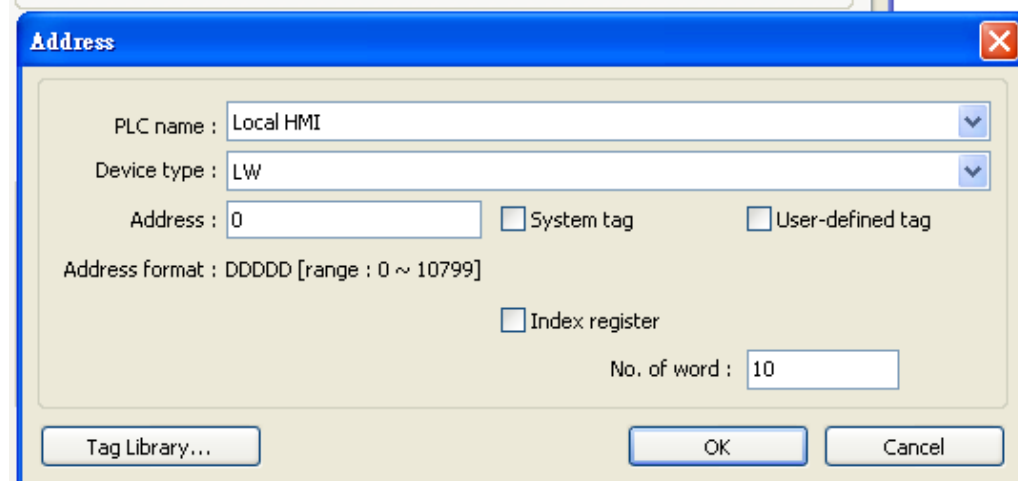 Address
PLC name : Local HMI
Device type : LW
Address : 0 System tag User-defined tag
Address format : DDDDD [range : 0 ~ 10799]
Index register
No. of word : 10
Tag Library... OK Cancel